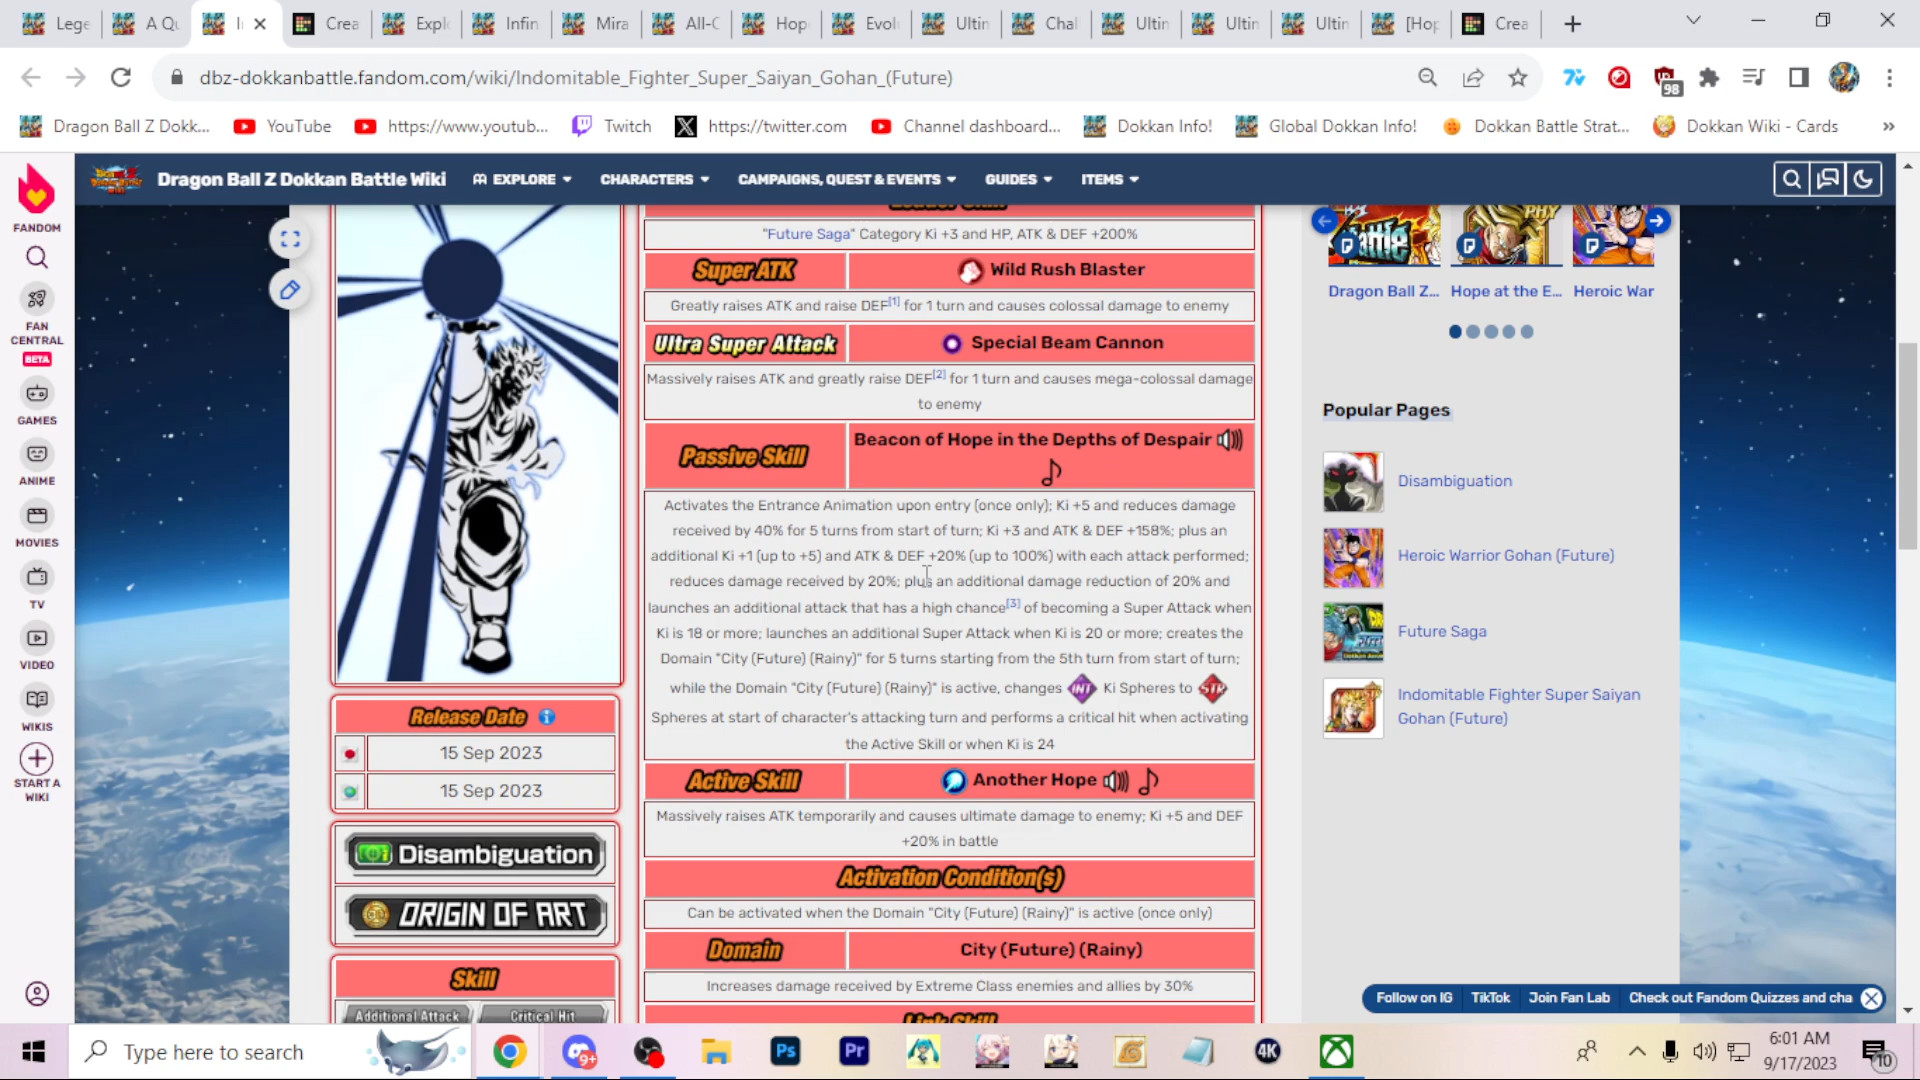 Lege
A Qu
I
Crea
Explo
Infin
Mira
All-C
Hop
Evol
Ultin
Chal
Ultin
Ultin
Ultin
[Hop
Crea
dbz-dokkanbattle.fandom.com/wiki/Indomitable_Fighter_Super_Saiyan_Gohan_(Future)
98
Dragon Ball Z Dokk...
YouTube
https://www.youtub...
Twitch
https://twitter.com
Channel dashboard...
Dokkan Info!
Global Dokkan Info!
Dokkan Battle Strat...
Dokkan Wiki - Cards
Dragon Ball Z Dokkan Battle Wiki
EXPLORE
CHARACTERS
CAMPAIGNS, QUEST & EVENTS
GUIDES
ITEMS
FANDOM
FAN CENTRAL
BETA
GAMES
ANIME
MOVIES
TV
VIDEO
WIKIS
START A WIKI
Leader Skill
"Future Saga" Category Ki +3 and HP, ATK & DEF +200%
Super ATK
Wild Rush Blaster
Greatly raises ATK and raise DEF[1] for 1 turn and causes colossal damage to enemy
Ultra Super Attack
Special Beam Cannon
Massively raises ATK and greatly raise DEF[2] for 1 turn and causes mega-colossal damage
to enemy
Passive Skill
Beacon of Hope in the Depths of Despair
Activates the Entrance Animation upon entry (once only); Ki +5 and reduces damage
received by 40% for 5 turns from start of turn; Ki +3 and ATK & DEF +158%; plus an
additional Ki +1 (up to +5) and ATK & DEF +20% (up to 100%) with each attack performed;
reduces damage received by 20%; plus an additional damage reduction of 20% and
launches an additional attack that has a high chance[3] of becoming a Super Attack when
Ki is 18 or more; launches an additional Super Attack when Ki is 20 or more; creates the
Domain "City (Future) (Rainy)" for 5 turns starting from the 5th turn from start of turn;
while the Domain "City (Future) (Rainy)" is active, changes INT Ki Spheres to STR
Spheres at start of character's attacking turn and performs a critical hit when activating
the Active Skill or when Ki is 24
Active Skill
Another Hope
Massively raises ATK temporarily and causes ultimate damage to enemy; Ki +5 and DEF
+20% in battle
Activation Condition(s)
Can be activated when the Domain "City (Future) (Rainy)" is active (once only)
Domain
City (Future) (Rainy)
Increases damage received by Extreme Class enemies and allies by 30%
Link Skill
Release Date
15 Sep 2023
15 Sep 2023
Disambiguation
ORIGIN OF ART
Skill
Additional Attack
Critical Hit
Battle
PHY
Dragon Ball Z...
Hope at the E...
Heroic War
Popular Pages
Disambiguation
Heroic Warrior Gohan (Future)
Future Saga
Indomitable Fighter Super Saiyan
Gohan (Future)
Follow on IG
TikTok
Join Fan Lab
Check out Fandom Quizzes and cha
Type here to search
9+
Ps
Pr
4K
6:01 AM
9/17/2023
10